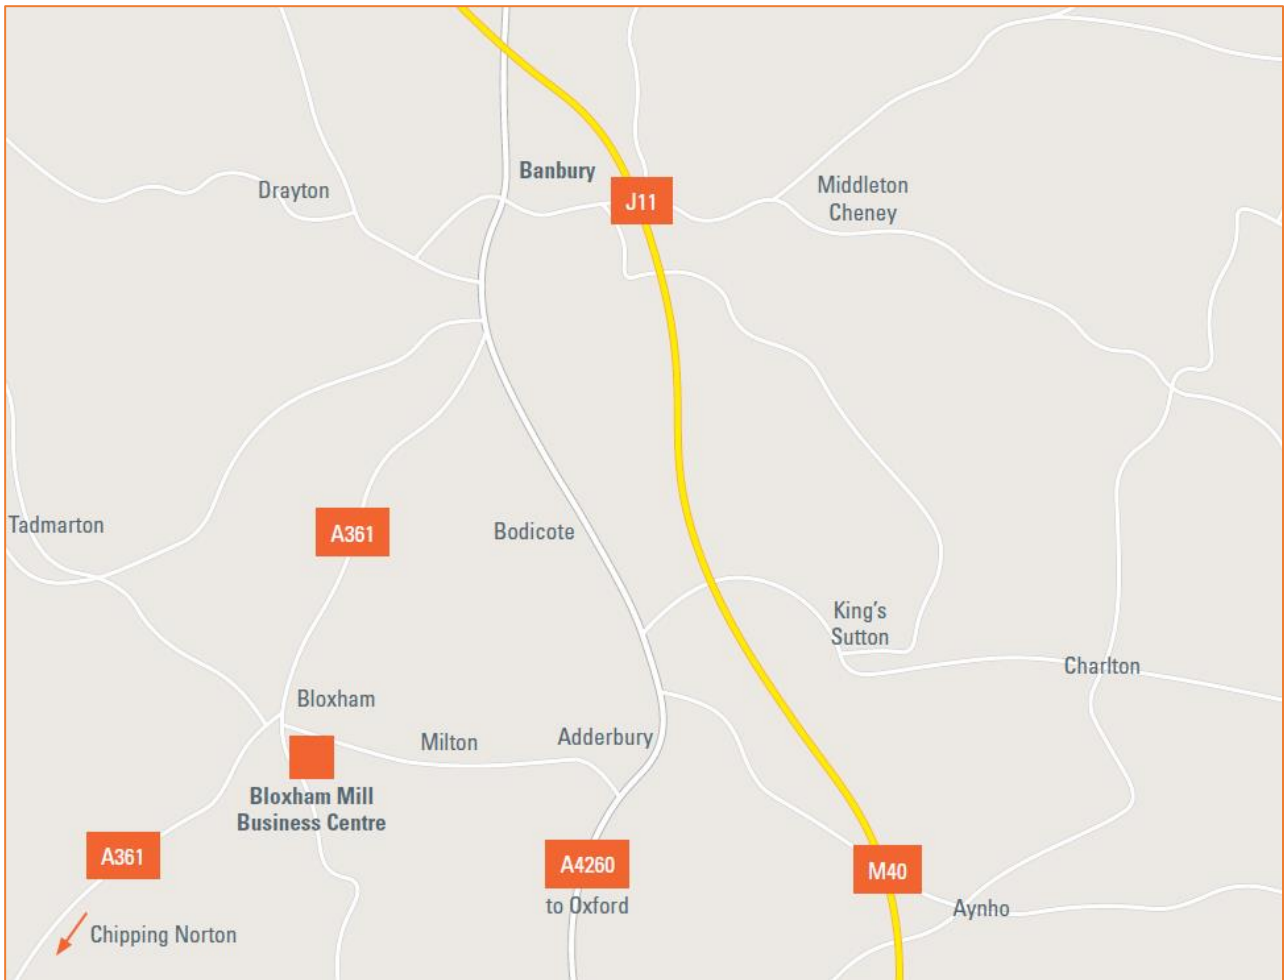 Banbury
Drayton
J11
Middleton
Cheney
Tadmarton
A361
Bodicote
King's
Sutton
Charlton
Bloxham
Milton
Adderbury
Bloxham Mill
Business Centre
A361
A4260
to Oxford
M40
Aynho
Chipping Norton